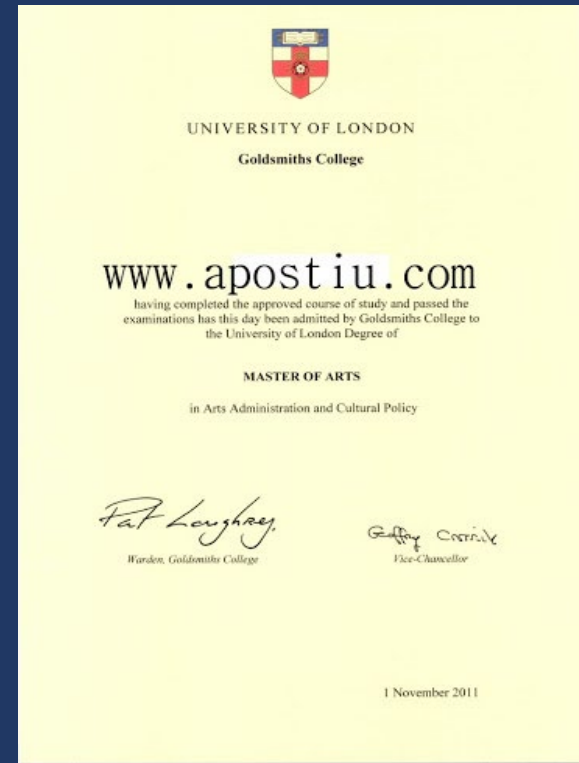 UNIVERSITY OF LONDON
Goldsmiths College
www.apostiu.com
having completed the approved course of study and passed the
examinations has this day been admitted by Goldsmiths College to
the University of London Degree of
MASTER OF ARTS
in Arts Administration and Cultural Policy
Pat Loughrey
Geoffrey Crossick
Warden, Goldsmiths College
Vice-Chancellor
1 November 2011